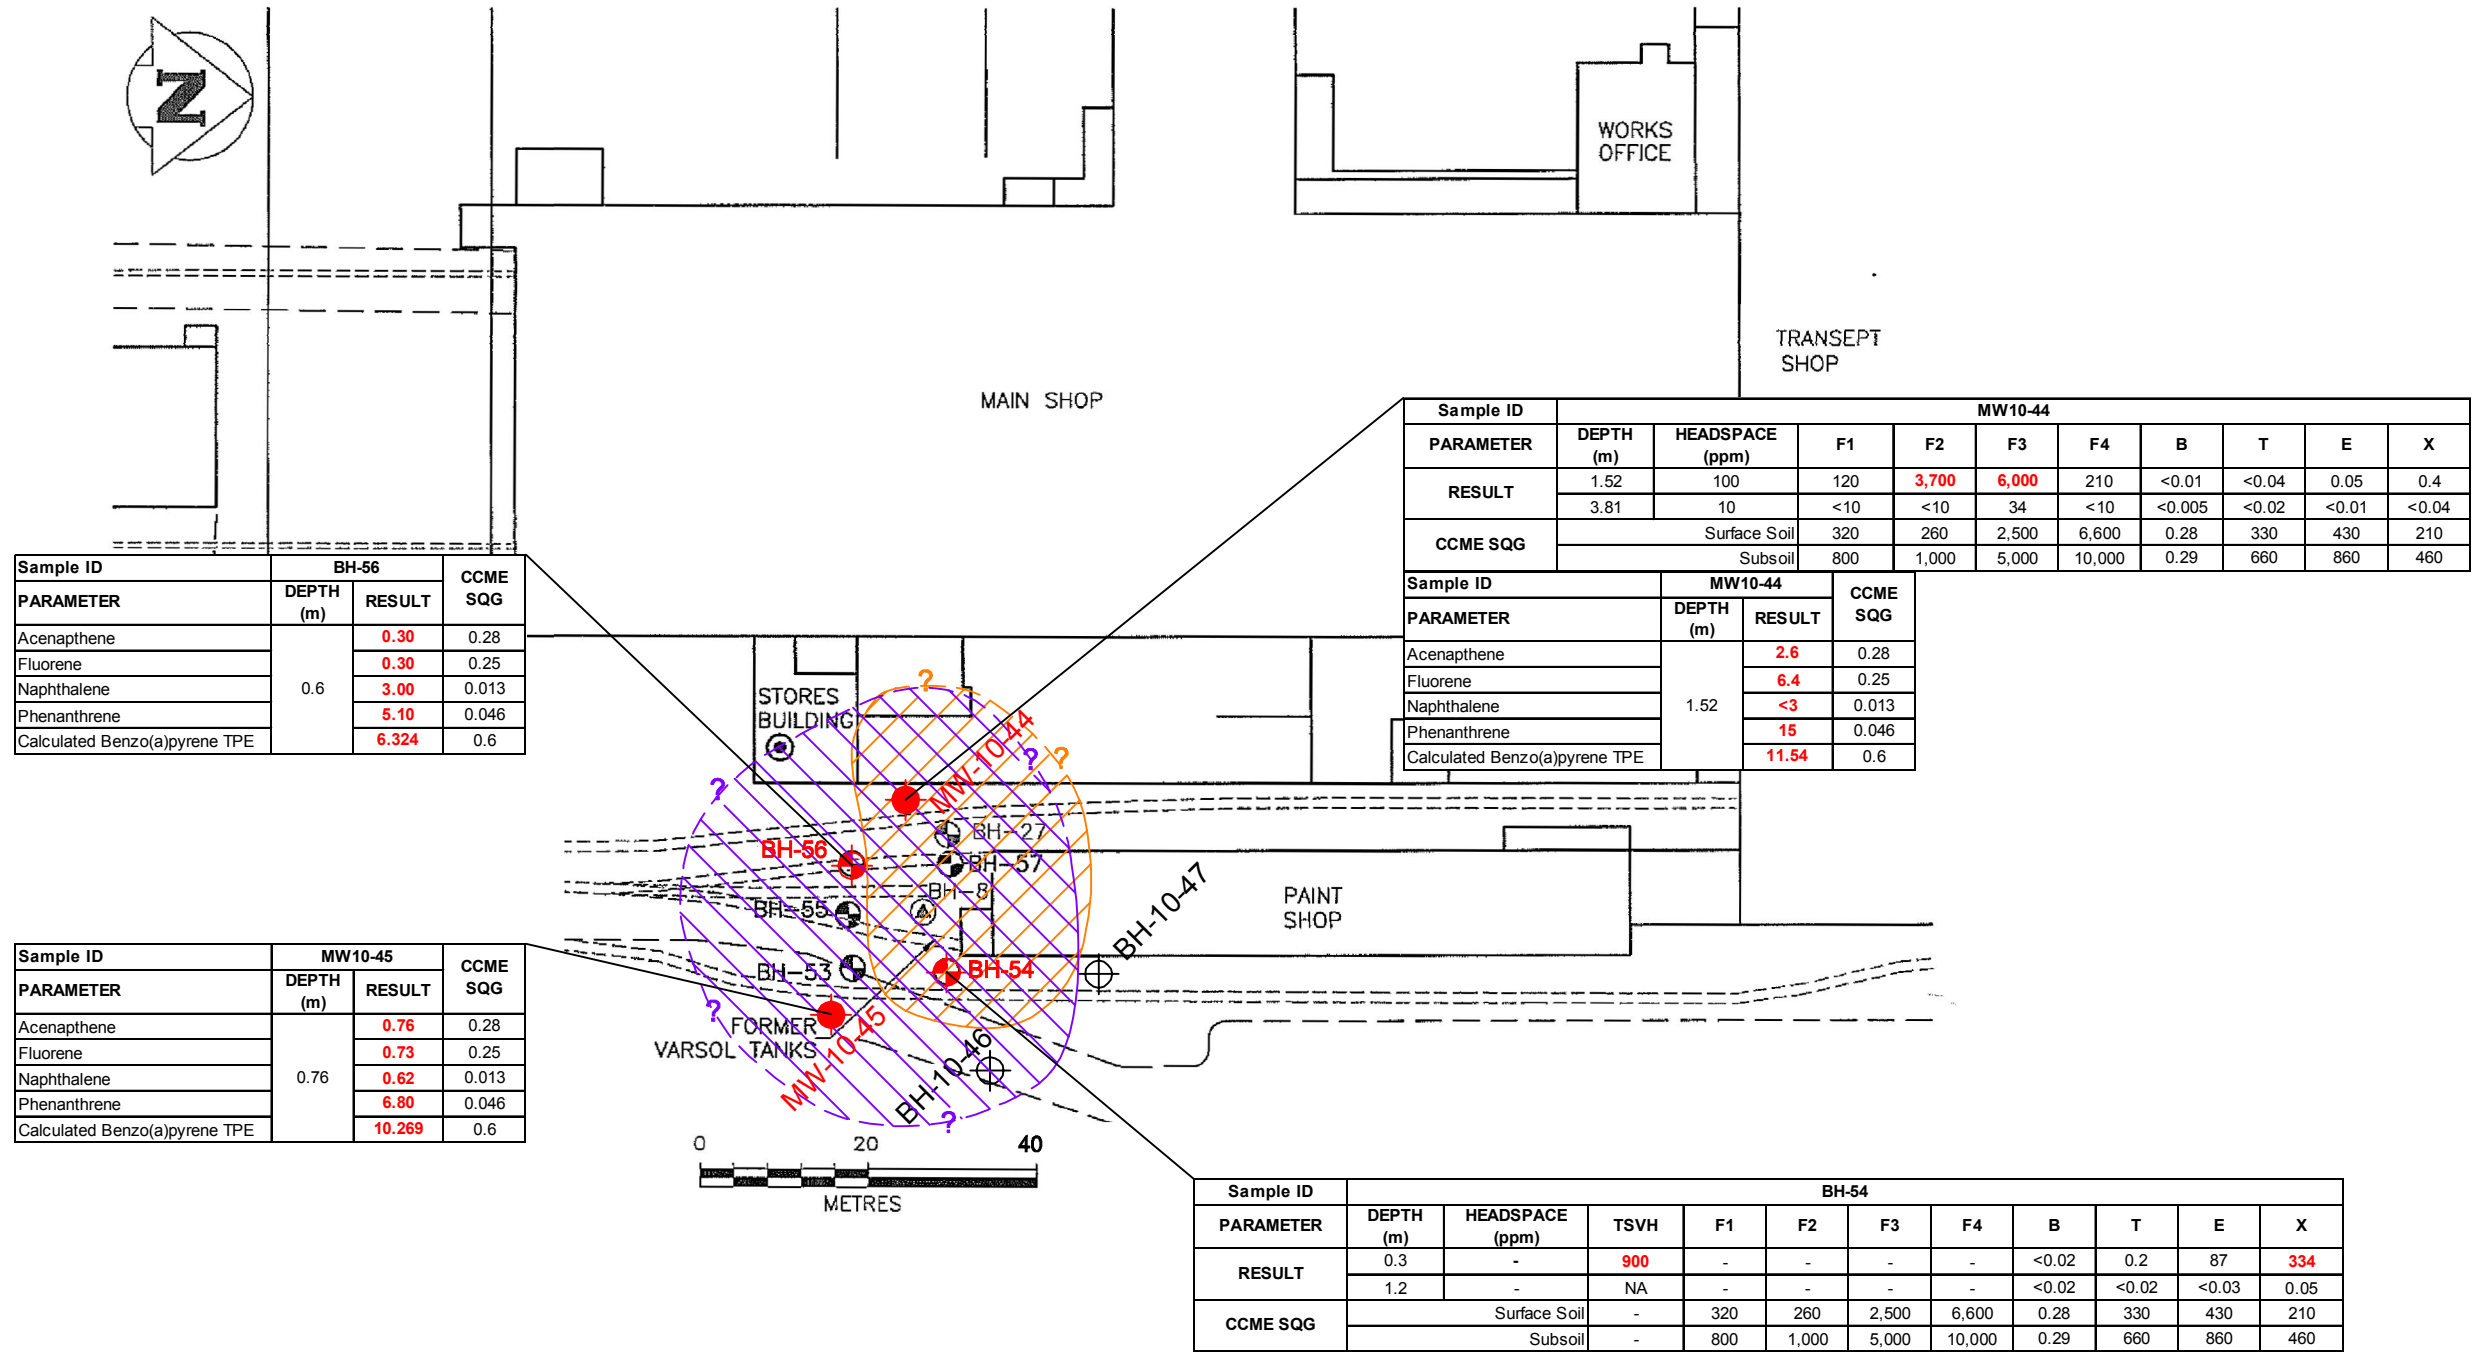 N
WORKS
OFFICE
TRANSEPT
SHOP
MAIN SHOP
Sample ID MW10-44
PARAMETER DEPTH (m) HEADSPACE (ppm) F1 F2 F3 F4 B T E X
RESULT 1.52 100 120 3,700 6,000 210 <0.01 <0.04 0.05 0.4
3.81 10 <10 <10 34 <10 <0.005 <0.02 <0.01 <0.04
CCME SQG Surface Soil 320 260 2,500 6,600 0.28 330 430 210
Subsoil 800 1,000 5,000 10,000 0.29 660 860 460
Sample ID MW10-44 CCME SQG
PARAMETER DEPTH (m) RESULT
Acenapthene 2.6 0.28
Fluorene 6.4 0.25
Naphthalene 1.52 <3 0.013
Phenanthrene 15 0.046
Calculated Benzo(a)pyrene TPE 11.54 0.6
Sample ID BH-56 CCME SQG
PARAMETER DEPTH (m) RESULT
Acenapthene 0.30 0.28
Fluorene 0.30 0.25
Naphthalene 0.6 3.00 0.013
Phenanthrene 5.10 0.046
Calculated Benzo(a)pyrene TPE 6.324 0.6
STORES
BUILDING
?
?
?
?
MW-10-44
BH-27
BH-56
BH-57
BH-8
BH-55
BH-10-47
PAINT
SHOP
BH-53
BH-54
?
FORMER
VARSOL TANKS
MW-10-45
BH-10-46
?
Sample ID MW10-45 CCME SQG
PARAMETER DEPTH (m) RESULT
Acenapthene 0.76 0.28
Fluorene 0.73 0.25
Naphthalene 0.76 0.62 0.013
Phenanthrene 6.80 0.046
Calculated Benzo(a)pyrene TPE 10.269 0.6
0 20 40
METRES
Sample ID BH-54
PARAMETER DEPTH (m) HEADSPACE (ppm) TSVH F1 F2 F3 F4 B T E X
RESULT 0.3 - 900 - - - - <0.02 0.2 87 334
1.2 - NA - - - - <0.02 <0.02 <0.03 0.05
CCME SQG Surface Soil - 320 260 2,500 6,600 0.28 330 430 210
Subsoil - 800 1,000 5,000 10,000 0.29 660 860 460